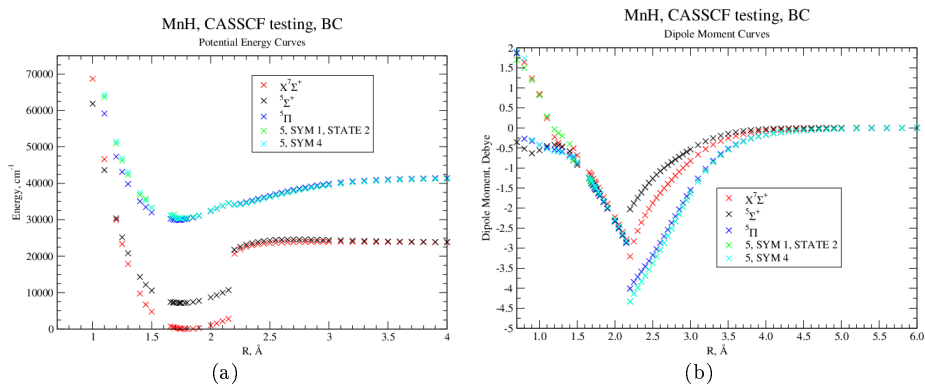 MnH, CASSCF testing, BC
Potential Energy Curves
70000
60000
50000
40000
30000
20000
10000
0
Energy, cm⁻¹
X⁷Σ⁺
⁵Σ⁺
⁵Π
5, SYM 1, STATE 2
5, SYM 4
1 1.5 2 2.5 3 3.5 4
R, Å
(a)
MnH, CASSCF testing, BC
Dipole Moment Curves
2
1.5
1
0.5
0
-0.5
-1
-1.5
-2
-2.5
-3
-3.5
-4
-4.5
-5
Dipole Moment, Debye
X⁷Σ⁺
⁵Σ⁺
⁵Π
5, SYM 1, STATE 2
5, SYM 4
1.0 1.5 2.0 2.5 3.0 3.5 4.0 4.5 5.0 5.5 6.0
R, Å
(b)